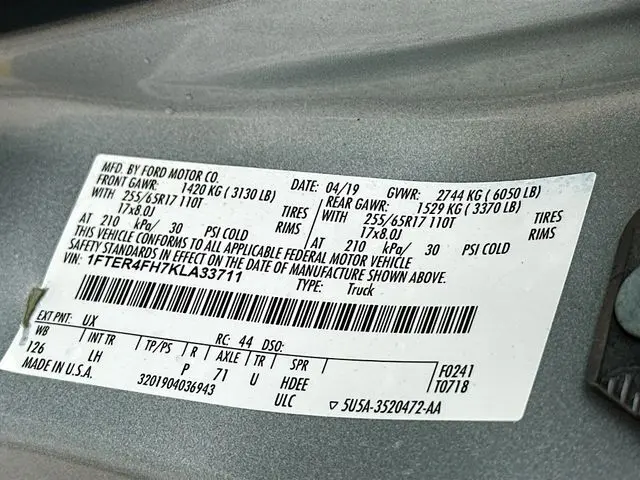 MFD. BY FORD MOTOR CO.
DATE: 04/19 GVWR: 2744 KG ( 6050 LB)
FRONT GAWR: 1420 KG ( 3130 LB) REAR GAWR: 1529 KG ( 3370 LB)
WITH 255/65R17 110T TIRES WITH 255/65R17 110T TIRES
17x8.0J RIMS 17x8.0J RIMS
AT 210 kPa/ 30 PSI COLD AT 210 kPa/ 30 PSI COLD
THIS VEHICLE CONFORMS TO ALL APPLICABLE FEDERAL MOTOR VEHICLE
SAFETY STANDARDS IN EFFECT ON THE DATE OF MANUFACTURE SHOWN ABOVE.
VIN: 1FTER4FH7KLA33711
TYPE: Truck
EXT PNT: UX RC: 44 DSO:
WB INT TR TP/PS R AXLE TR SPR
126 LH P 71 U HDEE F0241
MADE IN U.S.A. 3201904036943 ULC T0718
5U5A-3520472-AA